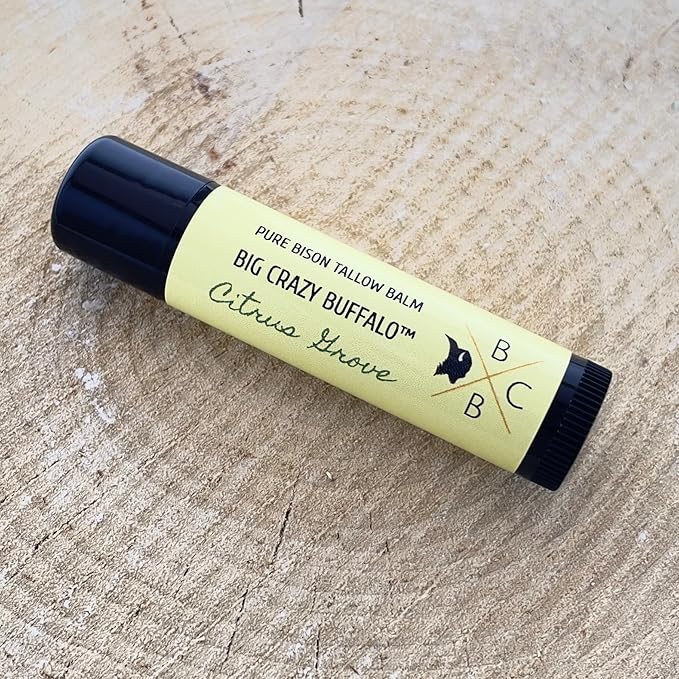 PURE BISON TALLOW BALM
BIG CRAZY BUFFALO™
Citrus Grove
B
C
B